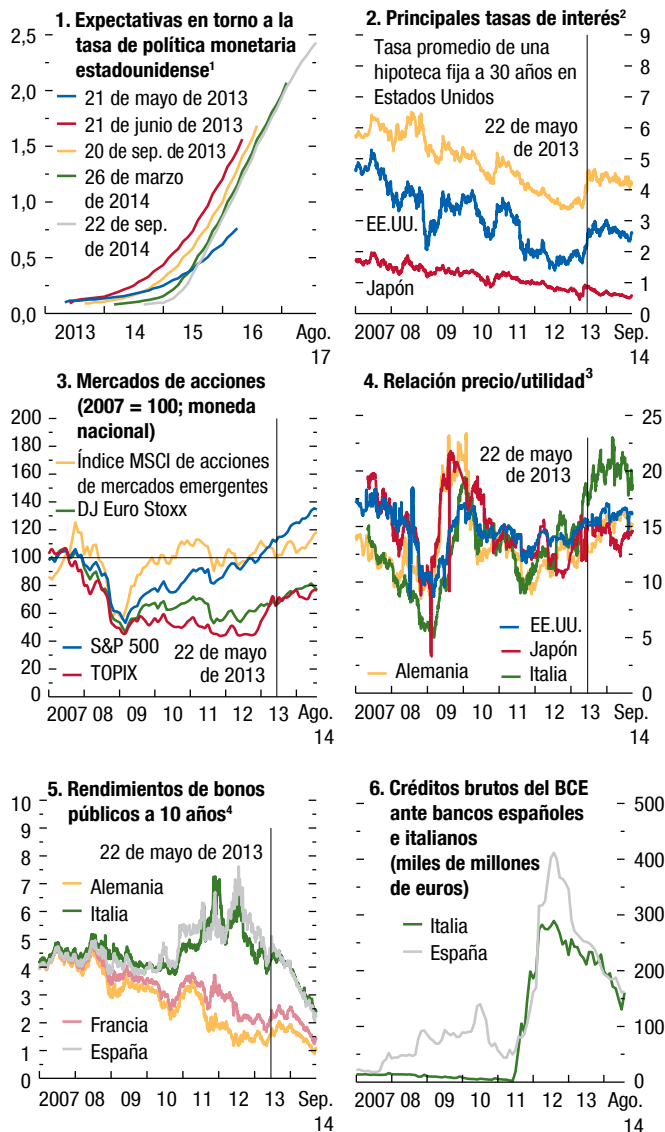 1. Expectativas en torno a la
tasa de política monetaria
estadounidense¹
2,5
2,0
1,5
1,0
0,5
0,0
21 de mayo de 2013
21 de junio de 2013
20 de sep. de 2013
26 de marzo
de 2014
22 de sep.
de 2014
2013 14 15 16 Ago.
17
2. Principales tasas de interés²
Tasa promedio de una
hipoteca fija a 30 años en
Estados Unidos
22 de mayo
de 2013
EE.UU.
Japón
9
8
7
6
5
4
3
2
1
0
2007 08 09 10 11 12 13 Sep.
14
3. Mercados de acciones
(2007 = 100; moneda
nacional)
200
180
160
140
120
100
80
60
40
20
0
Índice MSCI de acciones
de mercados emergentes
DJ Euro Stoxx
S&P 500
TOPIX
22 de mayo
de 2013
2007 08 09 10 11 12 13 Ago.
14
4. Relación precio/utilidad³
22 de mayo
de 2013
EE.UU.
Japón
Alemania
Italia
25
20
15
10
5
0
2007 08 09 10 11 12 13 Sep.
14
5. Rendimientos de bonos
públicos a 10 años⁴
10
9
8
7
6
5
4
3
2
1
0
22 de mayo de 2013
Alemania
Italia
Francia
España
2007 08 09 10 11 12 13 Sep.
14
6. Créditos brutos del BCE
ante bancos españoles
e italianos
(miles de millones
de euros)
Italia
España
500
400
300
200
100
0
2007 08 09 10 11 12 13 Ago.
14